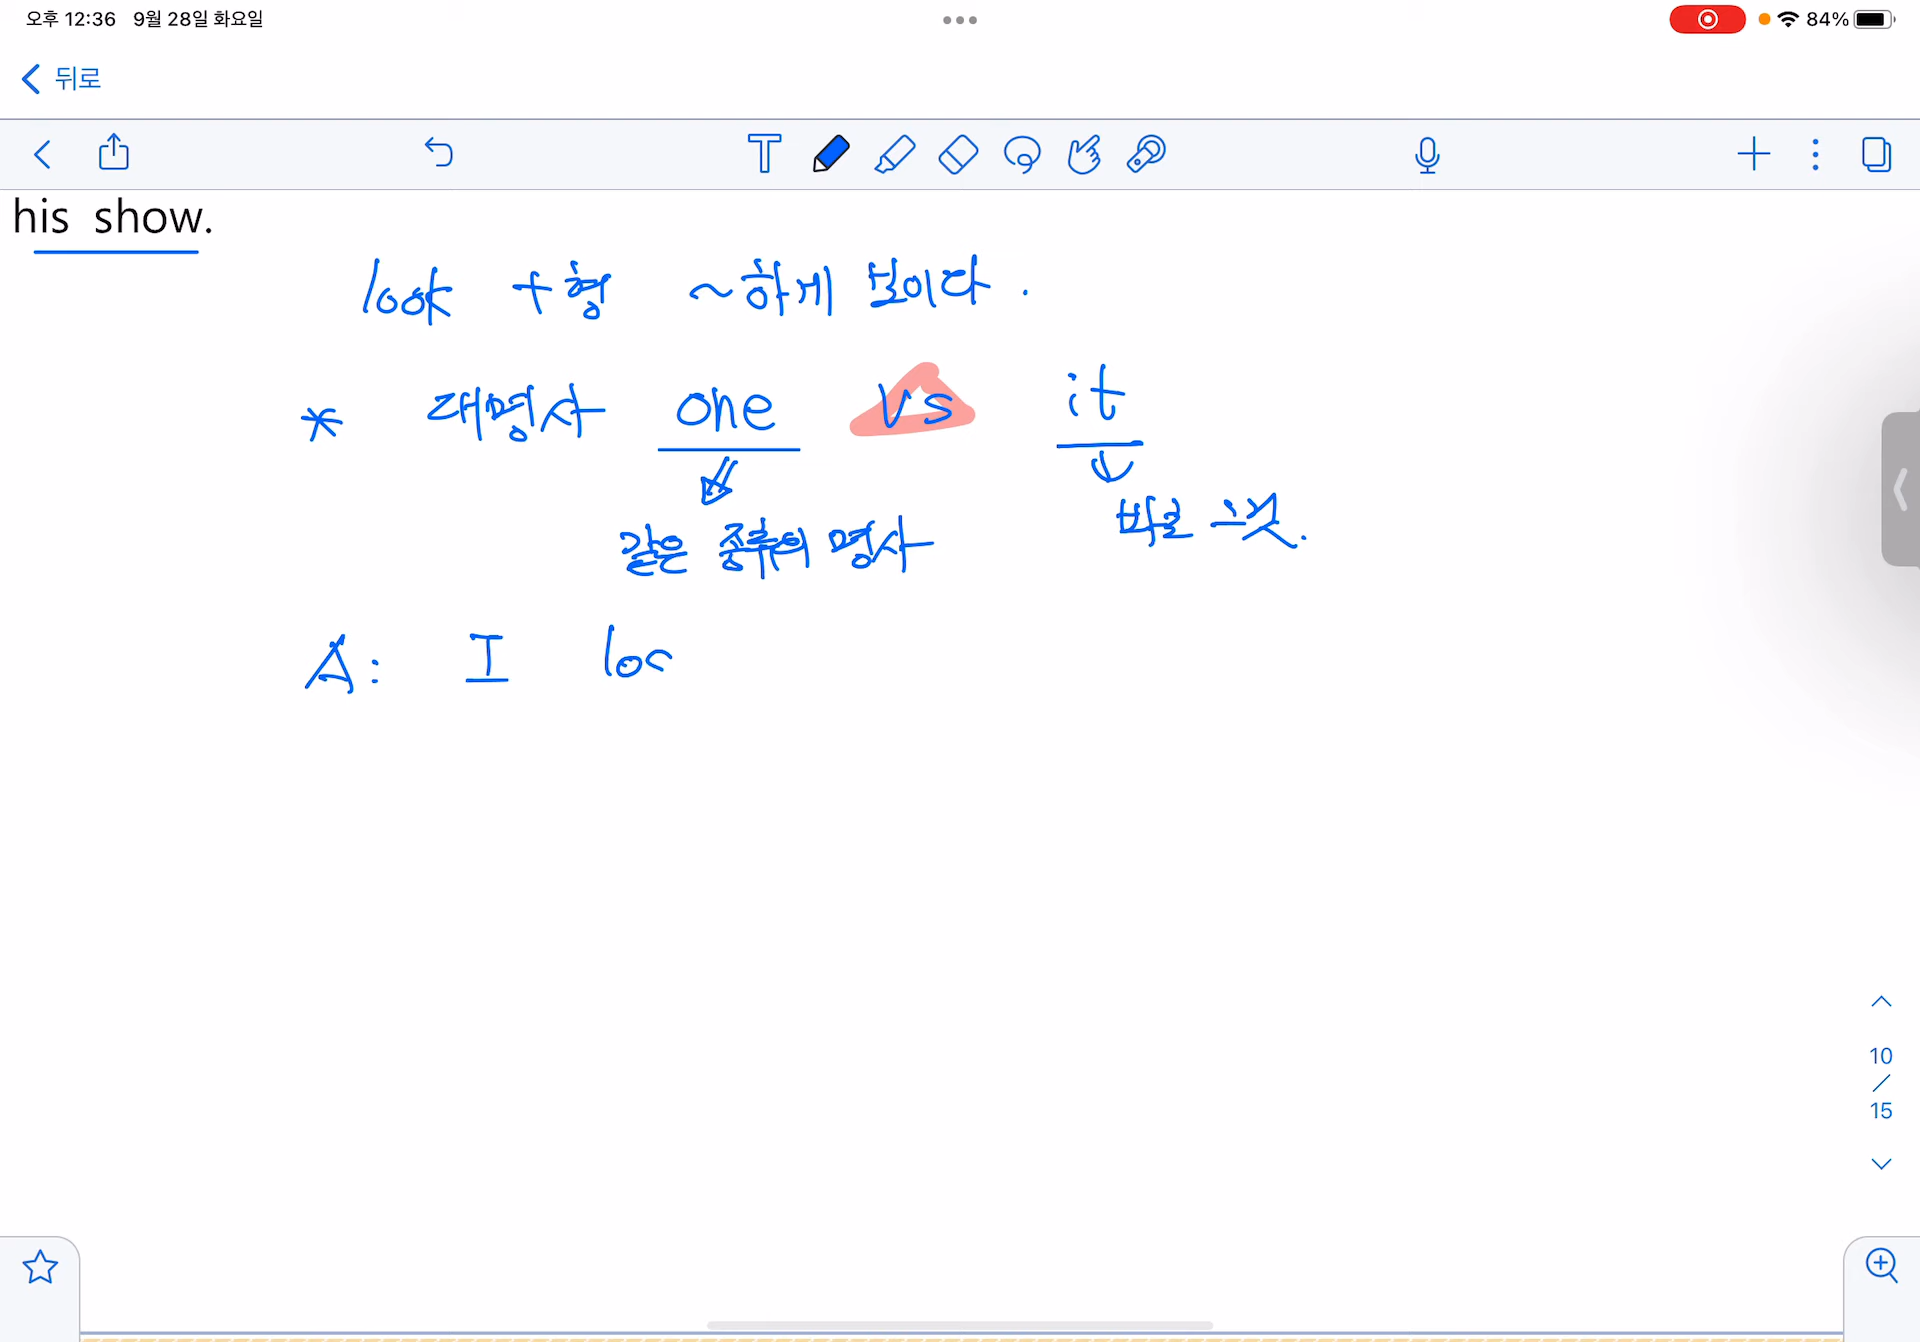 오후 12:36 9월 28일 화요일
84%
뒤로
his show.
look +형 ~하게 보이다.
* 대명사 one vs it
같은 종류의 명사 바로 그것.
A: I loo
10
/
15